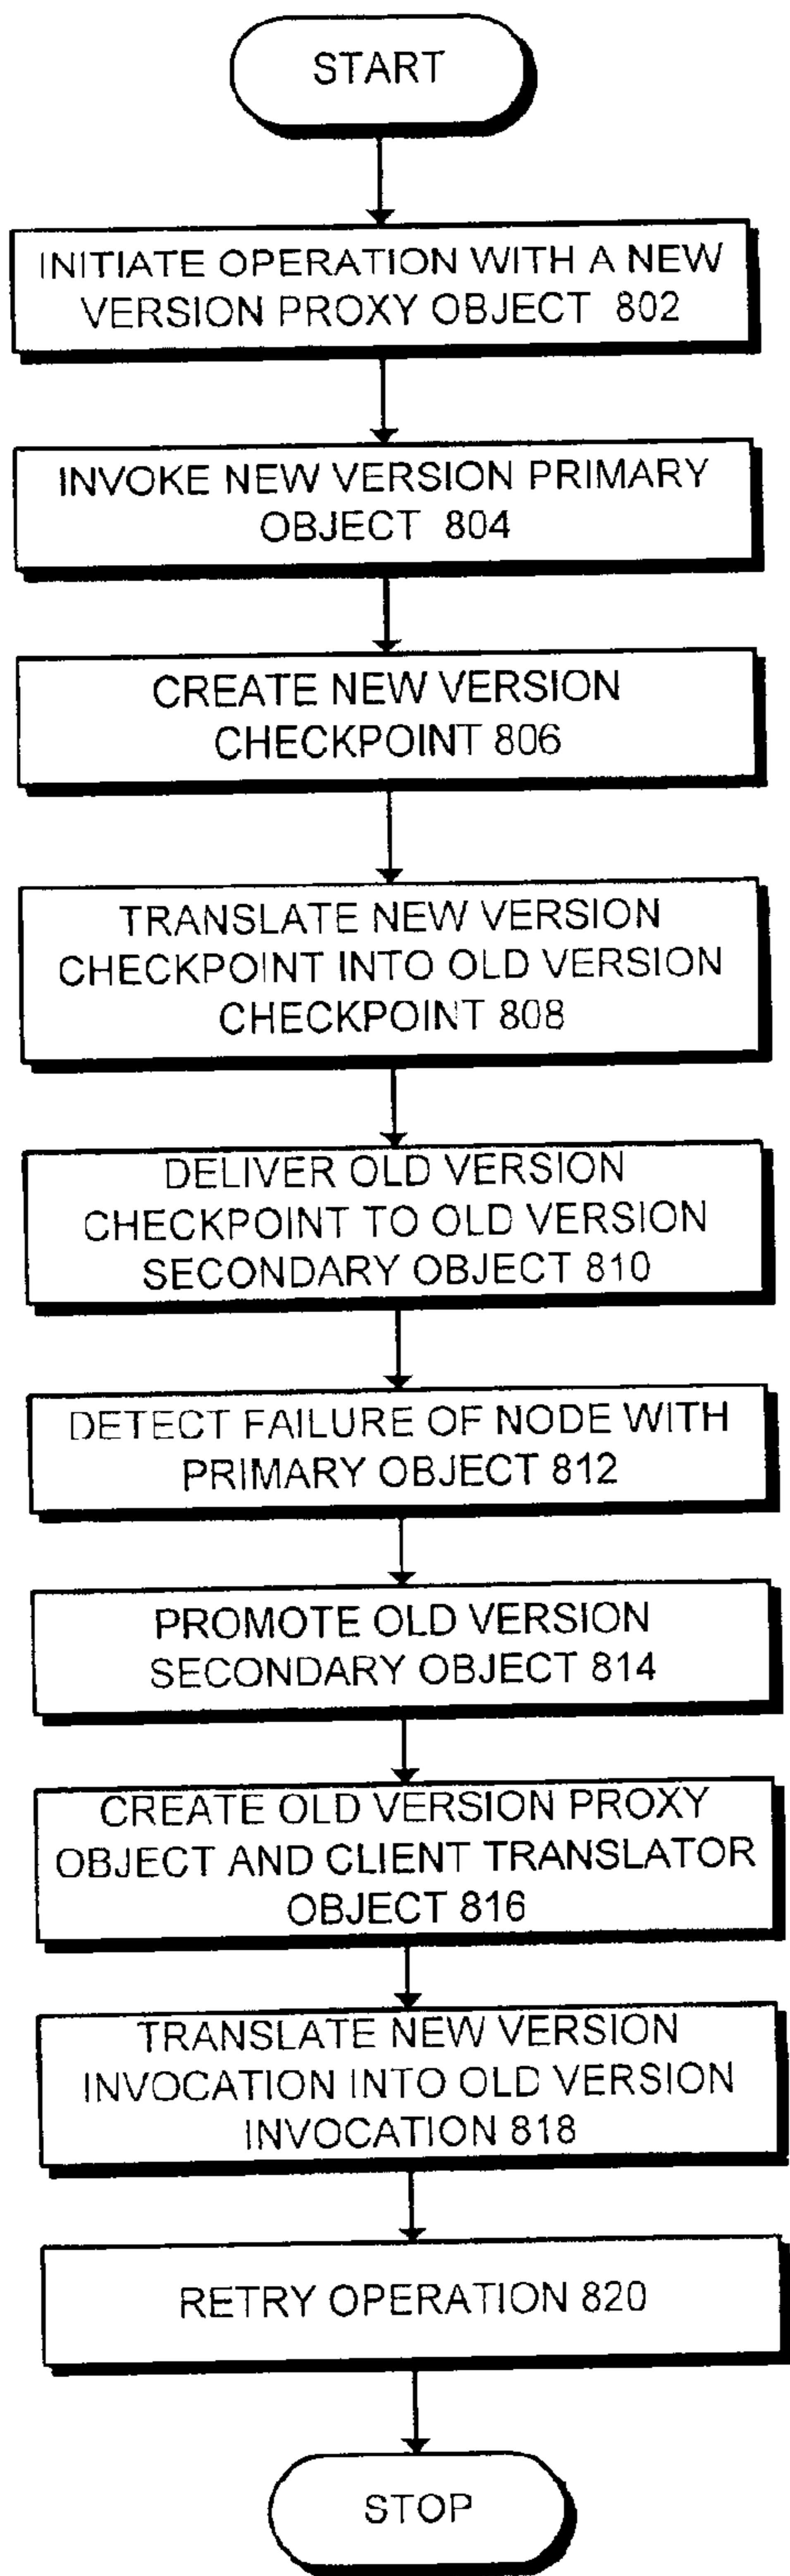 START
INITIATE OPERATION WITH A NEW
VERSION PROXY OBJECT 802
INVOKE NEW VERSION PRIMARY
OBJECT 804
CREATE NEW VERSION
CHECKPOINT 806
TRANSLATE NEW VERSION
CHECKPOINT INTO OLD VERSION
CHECKPOINT 808
DELIVER OLD VERSION
CHECKPOINT TO OLD VERSION
SECONDARY OBJECT 810
DETECT FAILURE OF NODE WITH
PRIMARY OBJECT 812
PROMOTE OLD VERSION
SECONDARY OBJECT 814
CREATE OLD VERSION PROXY
OBJECT AND CLIENT TRANSLATOR
OBJECT 816
TRANSLATE NEW VERSION
INVOCATION INTO OLD VERSION
INVOCATION 818
RETRY OPERATION 820
STOP